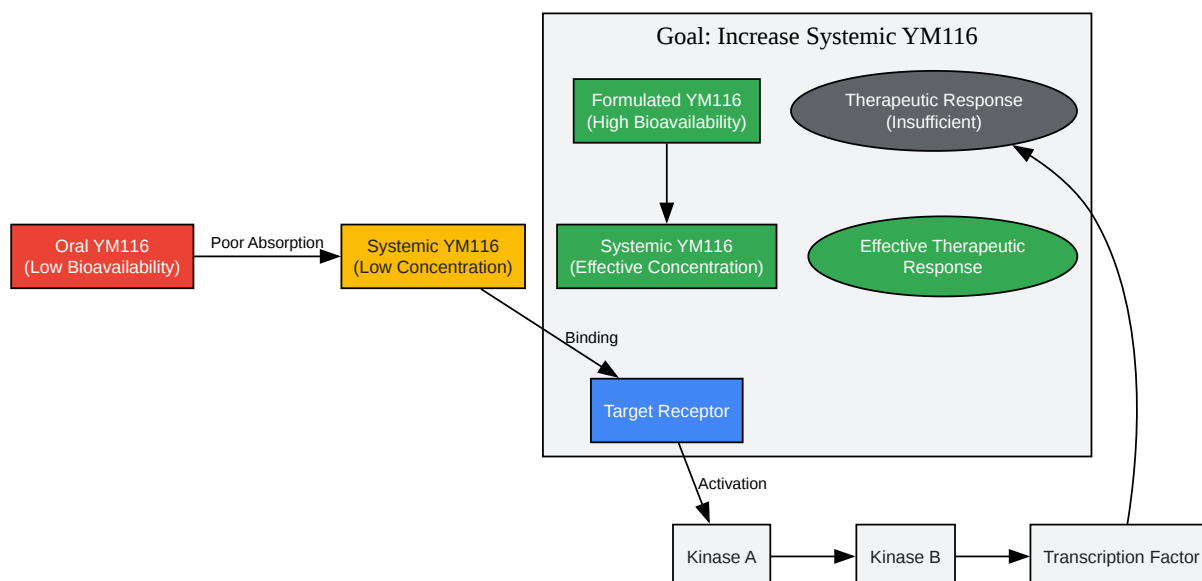 Goal: Increase Systemic YM116
Formulated YM116
(High Bioavailability)
Therapeutic Response
(Insufficient)
Oral YM116
(Low Bioavailability)
Poor Absorption
Systemic YM116
(Low Concentration)
Systemic YM116
(Effective Concentration)
Effective Therapeutic
Response
Binding
Target Receptor
Activation
Kinase A
Kinase B
Transcription Factor